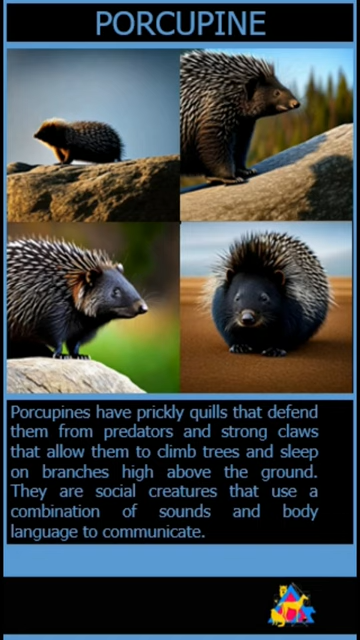 PORCUPINE
Porcupines have prickly quills that defend
them from predators and strong claws
that allow them to climb trees and sleep
on branches high above the ground.
They are social creatures that use a
combination of sounds and body
language to communicate.